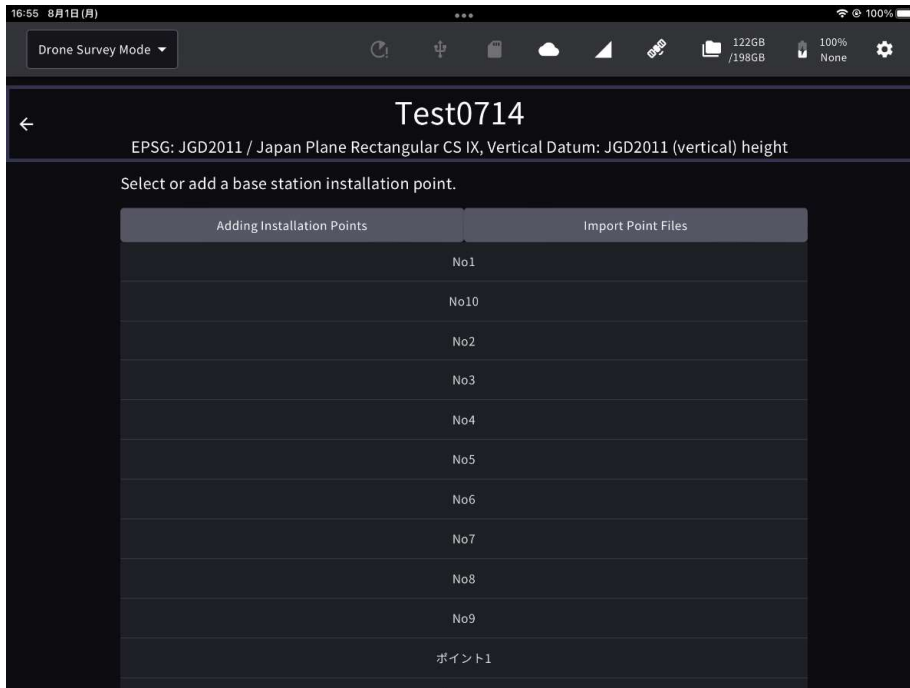 16:55 8月1日(月)
100%
Drone Survey Mode
122GB
/198GB
100%
None
Test0714
EPSG: JGD2011 / Japan Plane Rectangular CS IX, Vertical Datum: JGD2011 (vertical) height
Select or add a base station installation point.
Adding Installation Points
Import Point Files
No1
No10
No2
No3
No4
No5
No6
No7
No8
No9
ポイント1